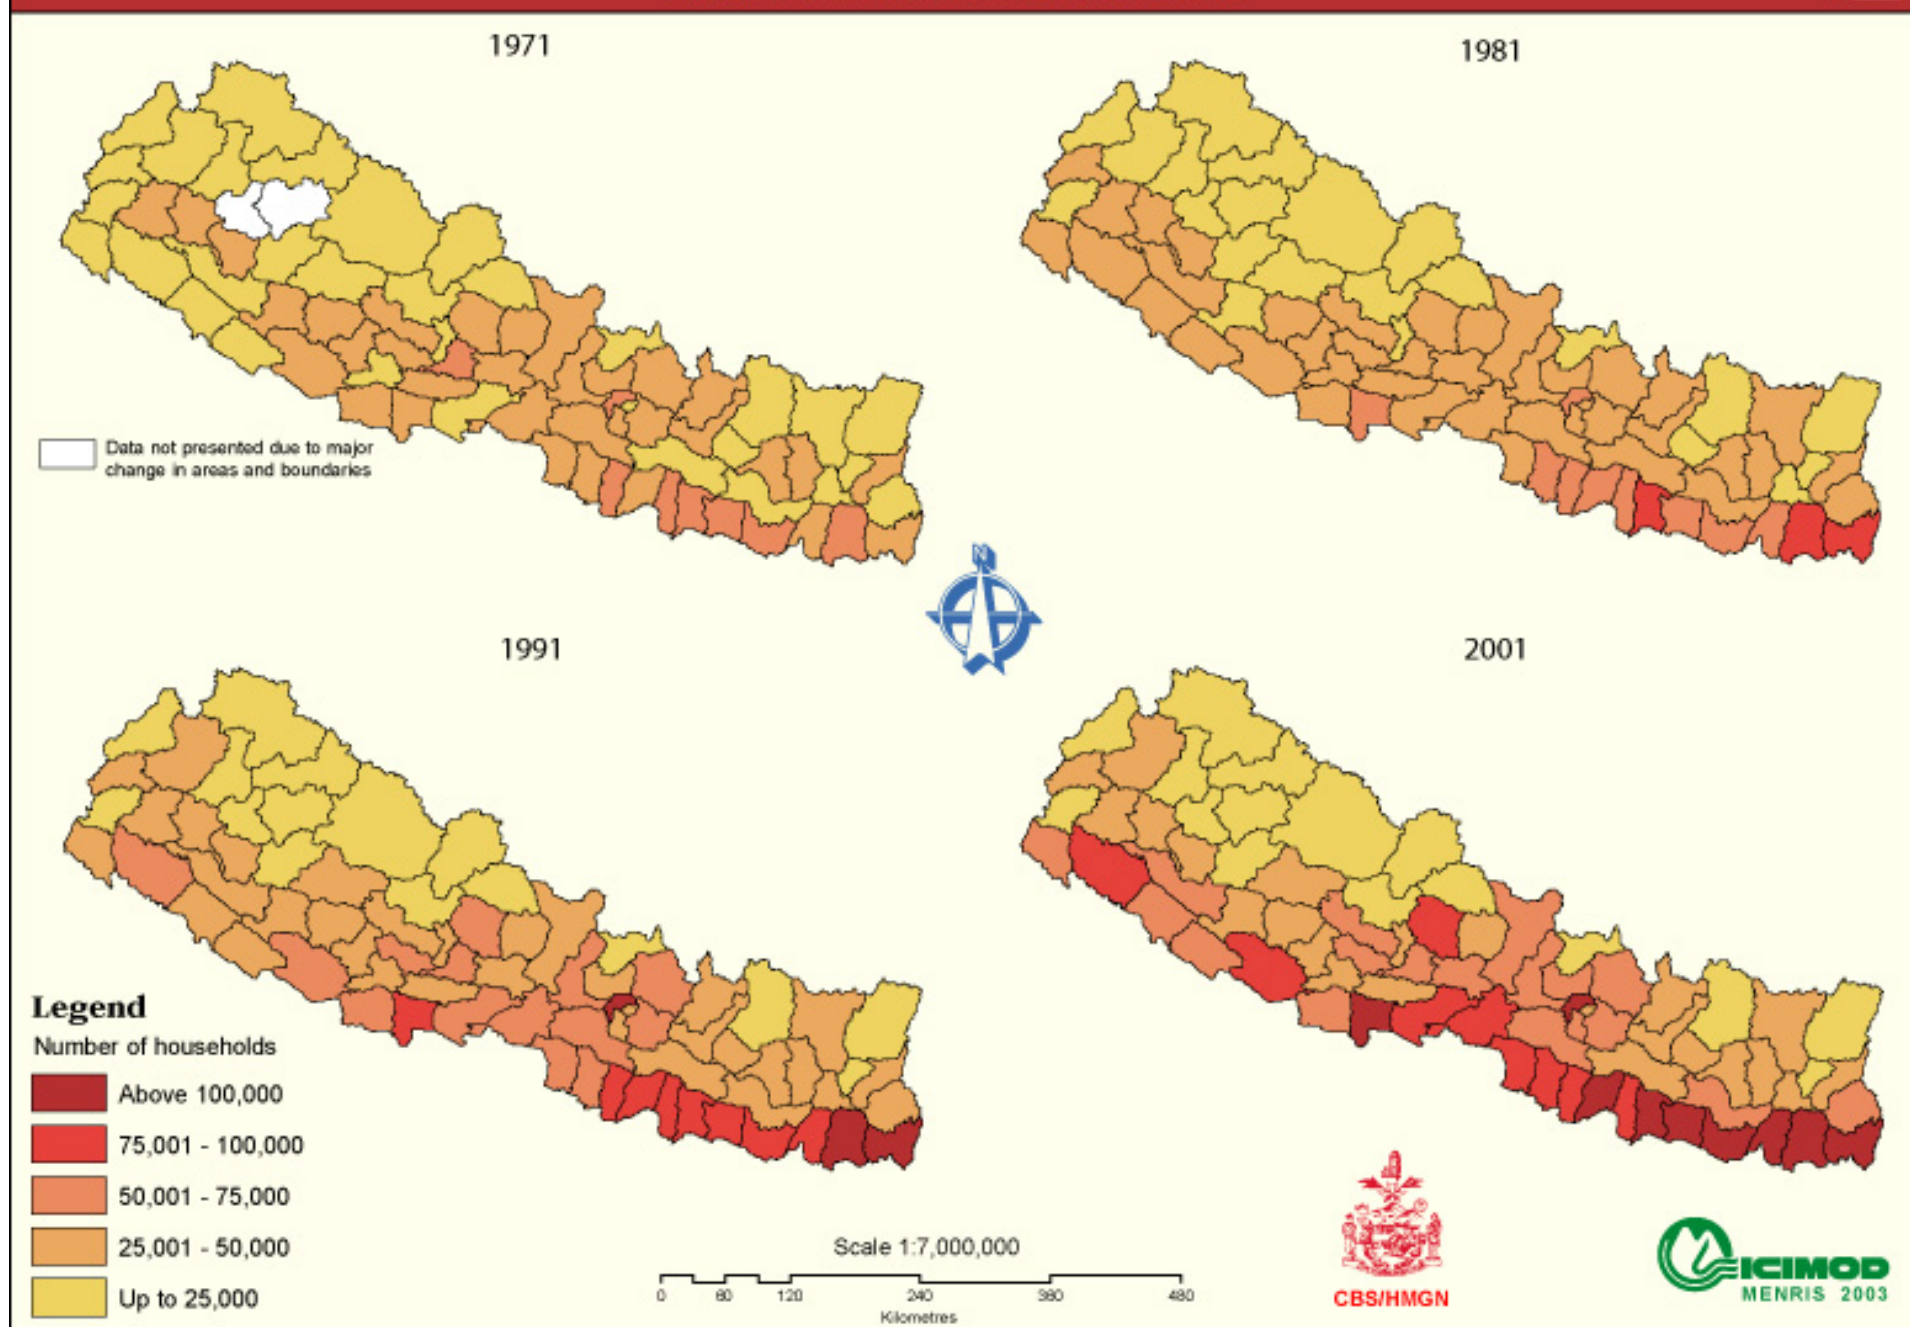 1971
1981
Data not presented due to major
change in areas and boundaries
N
1991
2001
Legend
Number of households
Above 100,000
75,001 - 100,000
50,001 - 75,000
25,001 - 50,000
Up to 25,000
Scale 1:7,000,000
0 60 120 240 360 480
Kilometres
CBS/HMGN
ICIMOD
MENRIS 2003